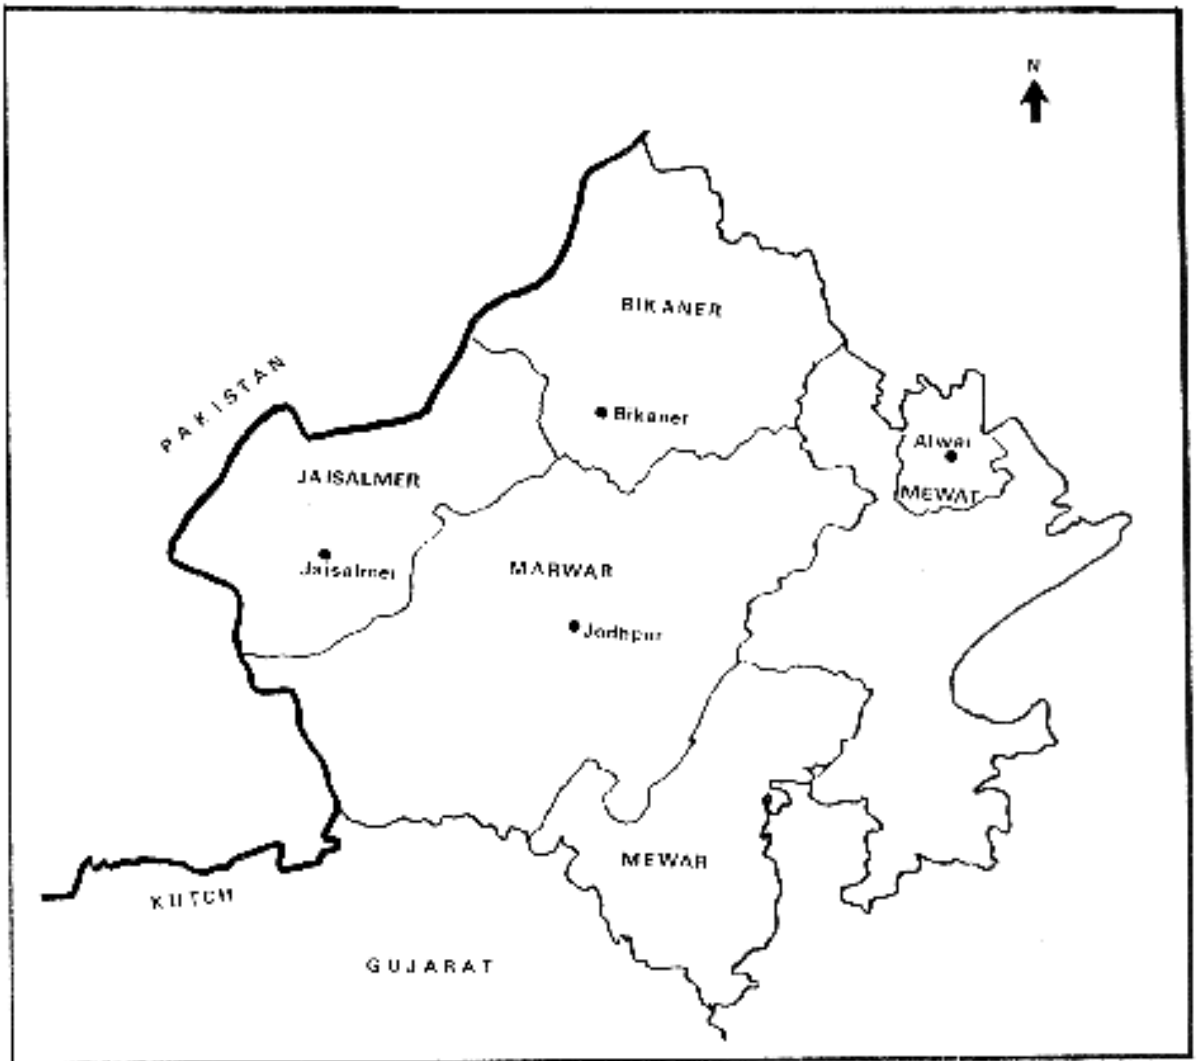 N
BIKANER
PAKISTAN
Bikaner
Alwar
JAISALMER
MEWAT
Jaisalmer
MARWAR
Jodhpur
MEWAR
KUTCH
GUJARAT